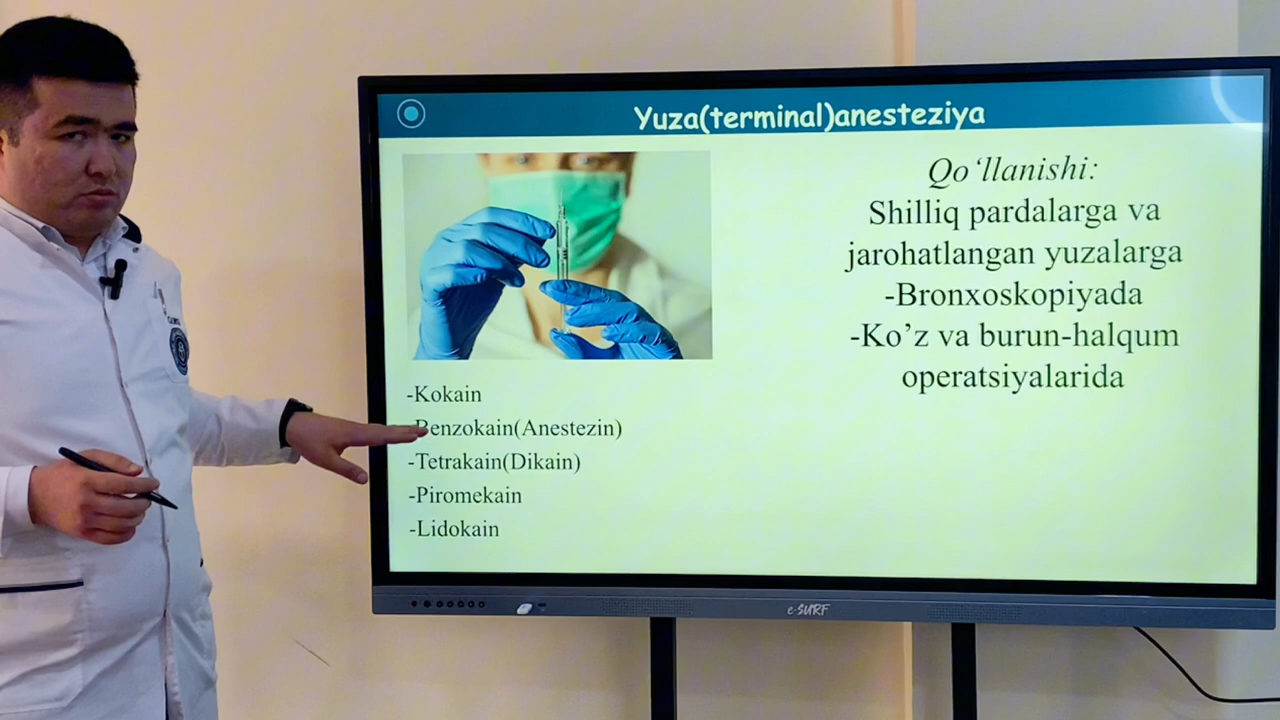 Yuza(terminal)anesteziya
Qo‘llanishi:
Shilliq pardalarga va
jarohatlangan yuzalarga
-Bronxoskopiyada
-Ko’z va burun-halqum
operatsiyalarida
-Kokain
-Benzokain(Anestezin)
-Tetrakain(Dikain)
-Piromekain
-Lidokain
e-SURF